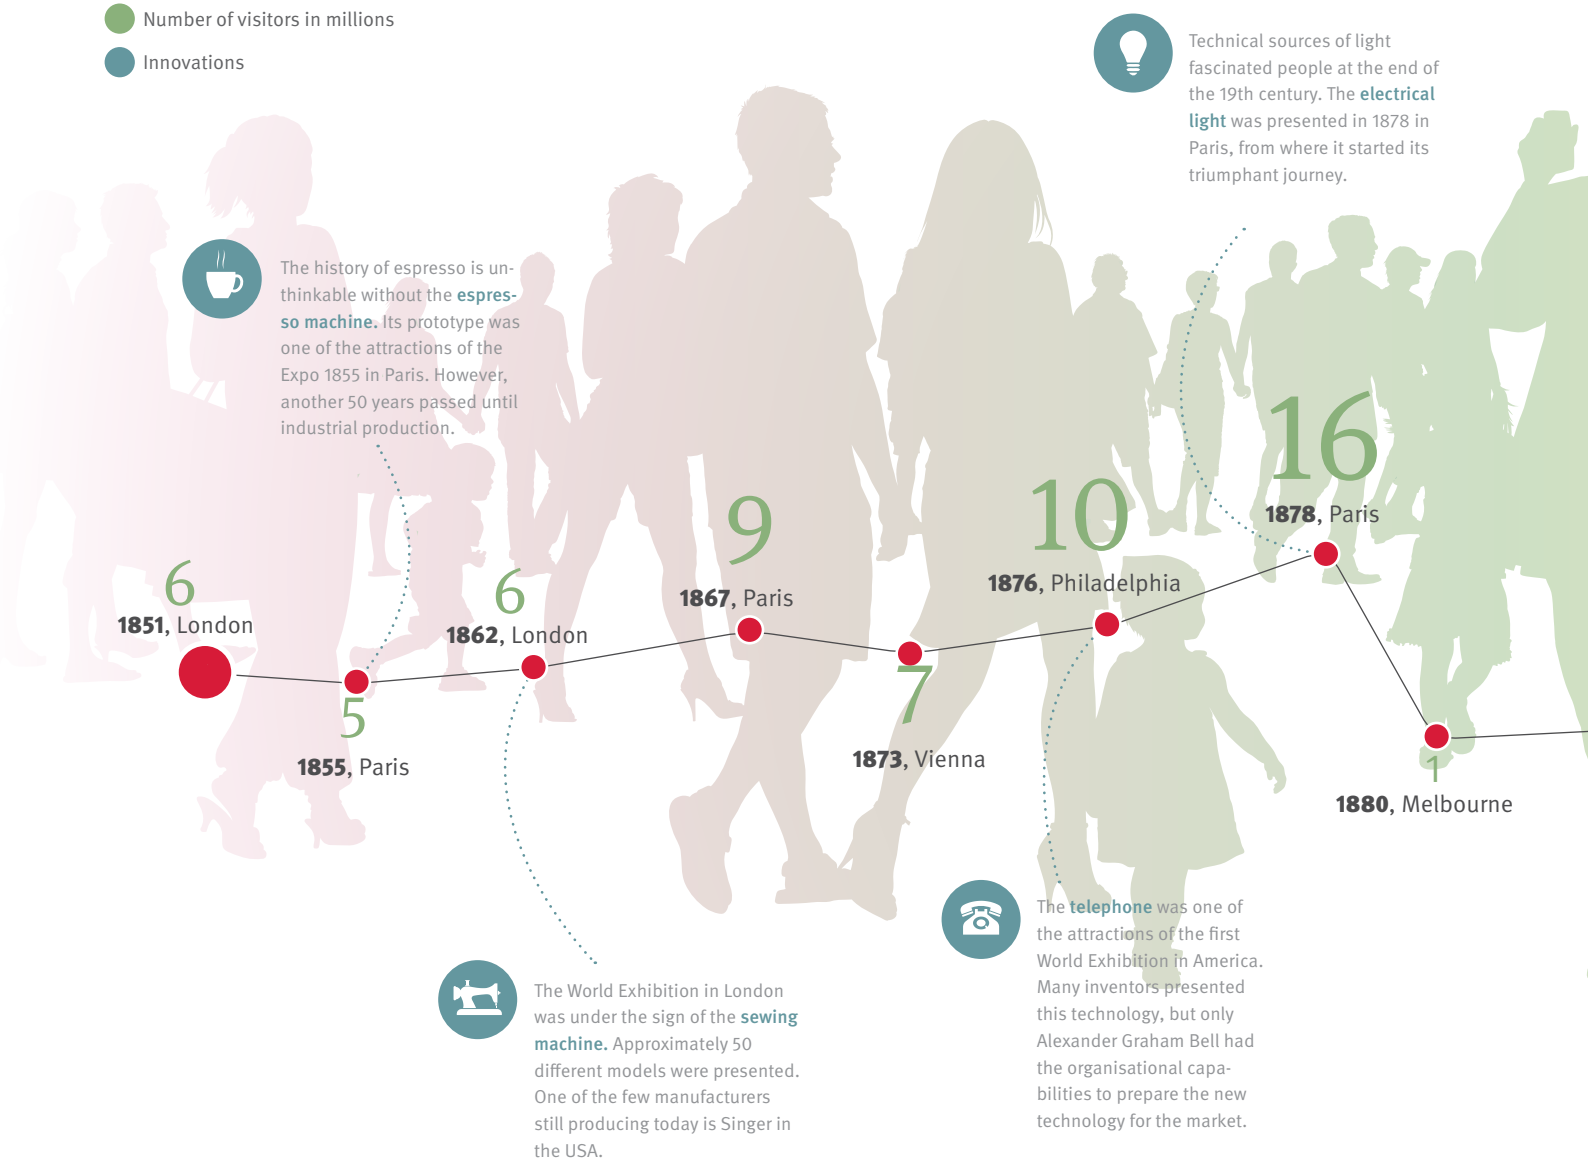 Number of visitors in millions
Innovations
Technical sources of light
fascinated people at the end of
the 19th century. The electrical
light was presented in 1878 in
Paris, from where it started its
triumphant journey.
The history of espresso is un-
thinkable without the espres-
so machine. Its prototype was
one of the attractions of the
Expo 1855 in Paris. However,
another 50 years passed until
industrial production.
6
1851, London
5
1855, Paris
6
1862, London
9
1867, Paris
7
1873, Vienna
10
1876, Philadelphia
16
1878, Paris
1
1880, Melbourne
The World Exhibition in London
was under the sign of the sewing
machine. Approximately 50
different models were presented.
One of the few manufacturers
still producing today is Singer in
the USA.
The telephone was one of
the attractions of the first
World Exhibition in America.
Many inventors presented
this technology, but only
Alexander Graham Bell had
the organisational capa-
bilities to prepare the new
technology for the market.